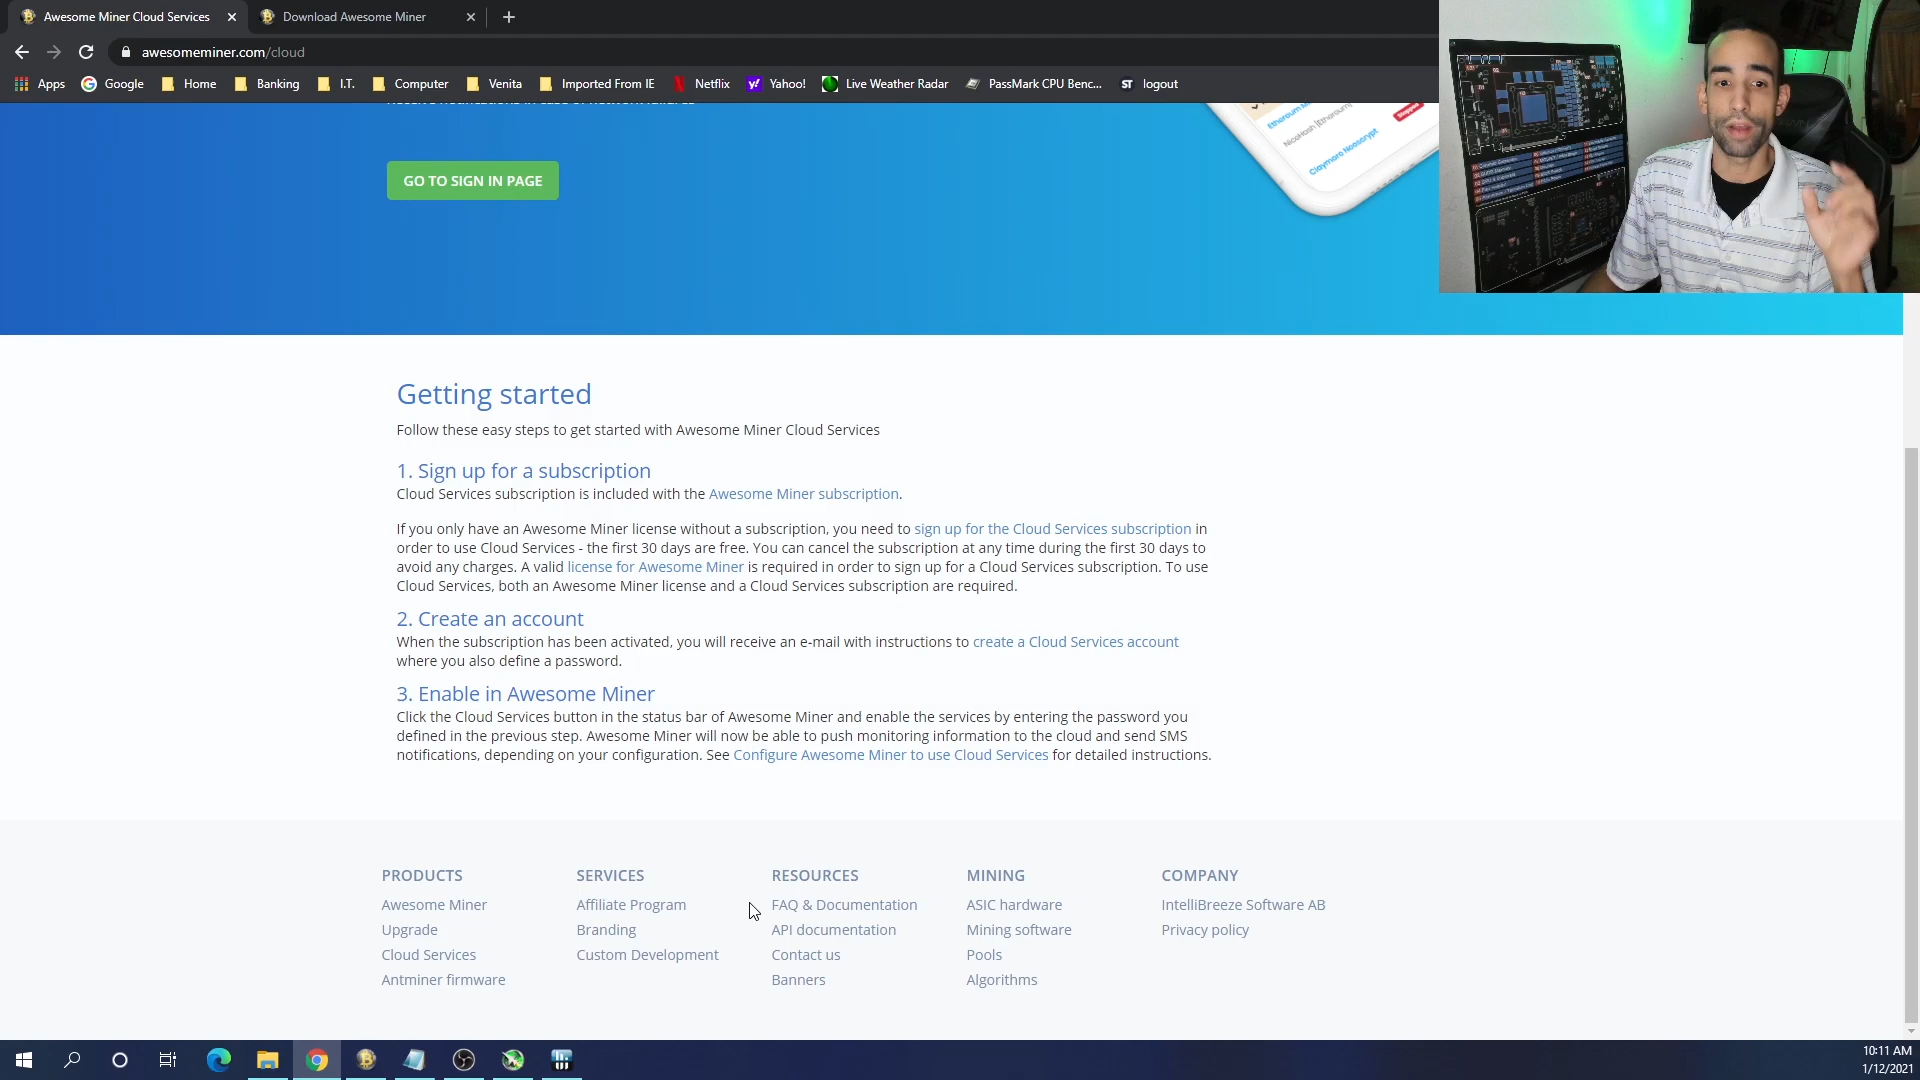 Awesome Miner Cloud Services
Download Awesome Miner
awesomeminer.com/cloud
Apps
Google
Home
Banking
I.T.
Computer
Venita
Imported From IE
Netflix
Yahoo!
Live Weather Radar
PassMark CPU Benc...
ST logout
GO TO SIGN IN PAGE
Stopped
NiceHash [Ethereum]
Claymore Neoscrypt
Getting started
Follow these easy steps to get started with Awesome Miner Cloud Services
1. Sign up for a subscription
Cloud Services subscription is included with the Awesome Miner subscription.
If you only have an Awesome Miner license without a subscription, you need to sign up for the Cloud Services subscription in
order to use Cloud Services - the first 30 days are free. You can cancel the subscription at any time during the first 30 days to
avoid any charges. A valid license for Awesome Miner is required in order to sign up for a Cloud Services subscription. To use
Cloud Services, both an Awesome Miner license and a Cloud Services subscription are required.
2. Create an account
When the subscription has been activated, you will receive an e-mail with instructions to create a Cloud Services account
where you also define a password.
3. Enable in Awesome Miner
Click the Cloud Services button in the status bar of Awesome Miner and enable the services by entering the password you
defined in the previous step. Awesome Miner will now be able to push monitoring information to the cloud and send SMS
notifications, depending on your configuration. See Configure Awesome Miner to use Cloud Services for detailed instructions.
PRODUCTS
Awesome Miner
Upgrade
Cloud Services
Antminer firmware
SERVICES
Affiliate Program
Branding
Custom Development
RESOURCES
FAQ & Documentation
API documentation
Contact us
Banners
MINING
ASIC hardware
Mining software
Pools
Algorithms
COMPANY
IntelliBreeze Software AB
Privacy policy
10:11 AM
1/12/2021